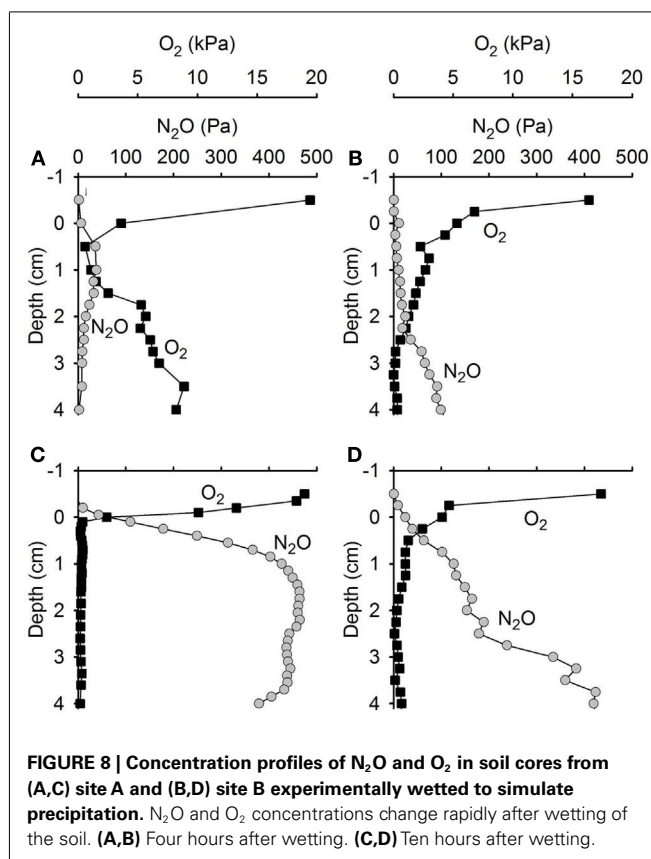 O₂ (kPa) O₂ (kPa)
0 5 10 15 20 0 5 10 15 20
N₂O (Pa) N₂O (Pa)
A 0 100 200 300 400 500 B 0 100 200 300 400 500
-1 -1
0 0
1 1
2 2
3 3
4 4
Depth (cm) Depth (cm)
N₂O O₂ O₂ N₂O
C D
-1 -1
0 0
1 1
2 2
3 3
4 4
Depth (cm) Depth (cm)
O₂ N₂O O₂ N₂O
FIGURE 8 | Concentration profiles of N₂O and O₂ in soil cores from
(A,C) site A and (B,D) site B experimentally wetted to simulate
precipitation. N₂O and O₂ concentrations change rapidly after wetting of
the soil. (A,B) Four hours after wetting. (C,D) Ten hours after wetting.